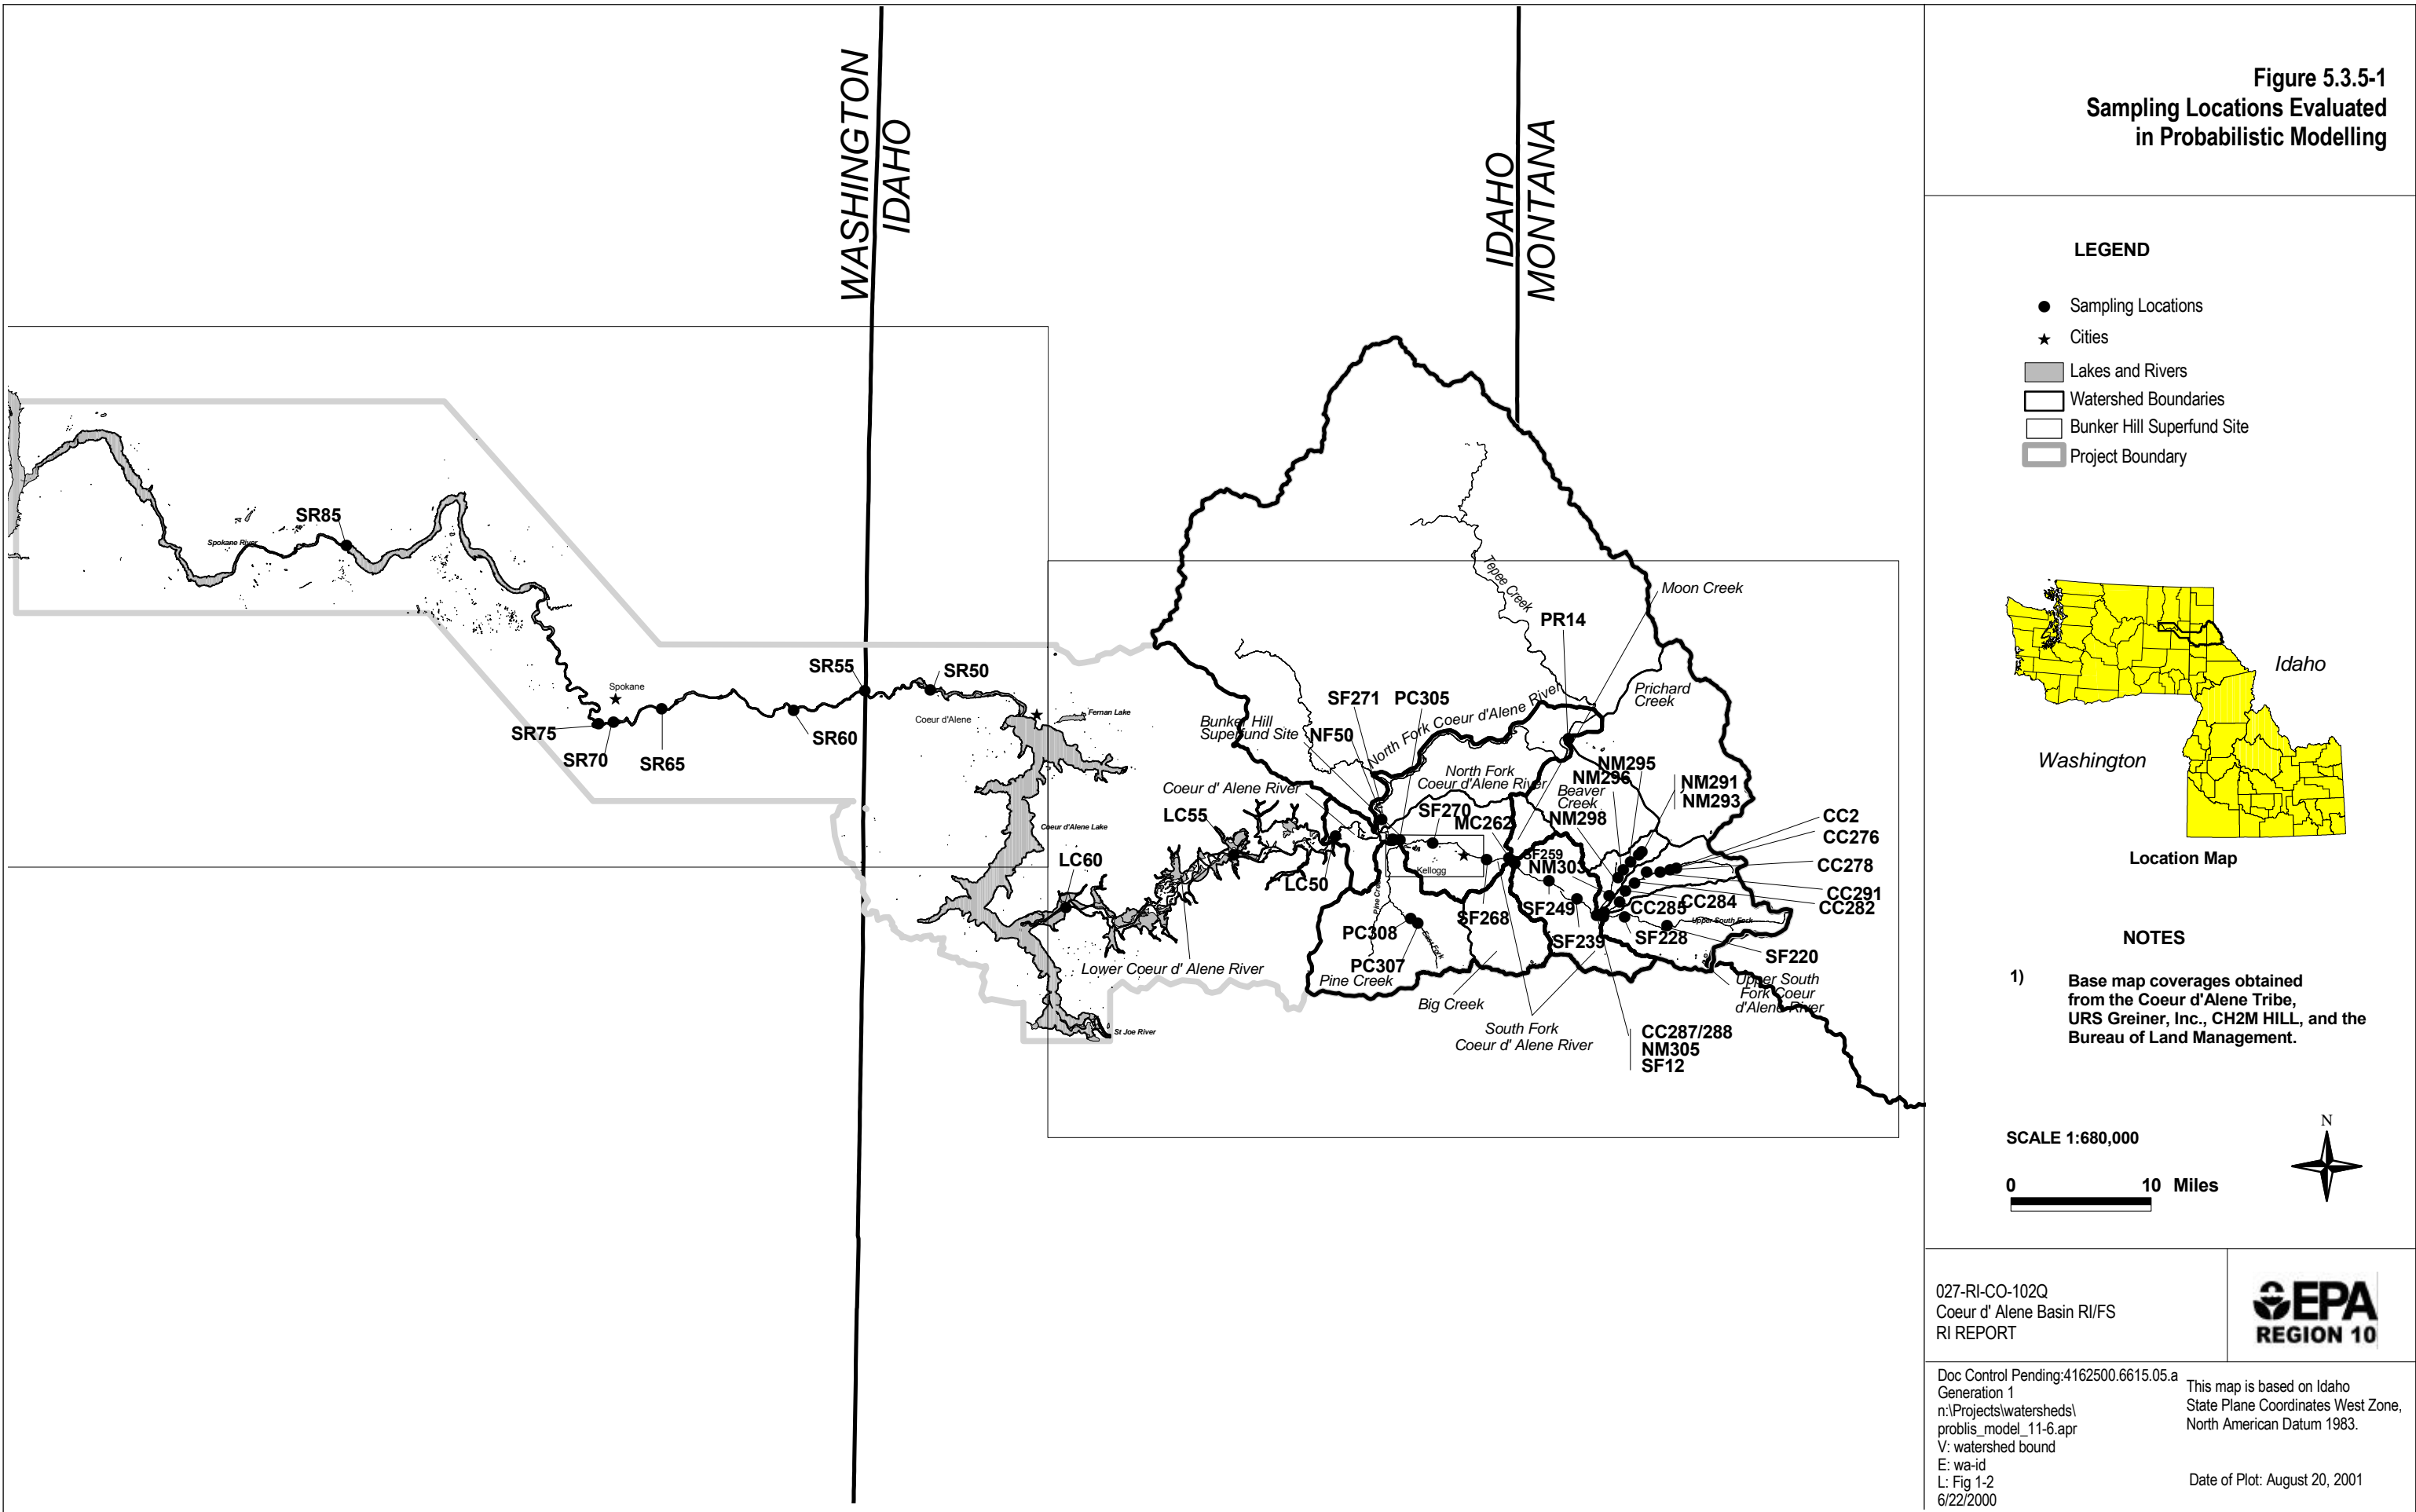 Figure 5.3.5-1
Sampling Locations Evaluated
in Probabilistic Modelling
WASHINGTON
IDAHO
IDAHO
MONTANA
LEGEND
Sampling Locations
Cities
Lakes and Rivers
Watershed Boundaries
Bunker Hill Superfund Site
Project Boundary
SR85
Spokane River
Spokane
SR75
SR70
SR65
SR60
SR55
SR50
Coeur d'Alene
Fernan Lake
Coeur d'Alene Lake
St Joe River
LC60
LC55
LC50
Lower Coeur d' Alene River
Coeur d' Alene River
Bunker Hill
Superfund Site
NF50
SF271
PC305
North Fork Coeur d'Alene River
Tepee Creek
PR14
Moon Creek
Prichard
Creek
North Fork
Coeur d'Alene River
Beaver
Creek
NM295
NM296
NM291
NM293
NM298
SF270
MC262
SF259
NM303
Kellogg
CC2
CC276
CC278
CC291
CC282
CC284
CC285
SF268
SF249
SF239
SF228
SF220
Upper South Fork
Pine Creek
East Fork
PC308
PC307
Pine Creek
Big Creek
South Fork
Coeur d' Alene River
Upper South
Fork Coeur
d'Alene River
CC287/288
NM305
SF12
Idaho
Washington
Location Map
NOTES
1) Base map coverages obtained
from the Coeur d'Alene Tribe,
URS Greiner, Inc., CH2M HILL, and the
Bureau of Land Management.
SCALE 1:680,000
N
0 10 Miles
027-RI-CO-102Q
Coeur d' Alene Basin RI/FS
RI REPORT
EPA
REGION 10
Doc Control Pending:4162500.6615.05.a
Generation 1
n:\Projects\watersheds\
problis_model_11-6.apr
V: watershed bound
E: wa-id
L: Fig 1-2
6/22/2000
This map is based on Idaho
State Plane Coordinates West Zone,
North American Datum 1983.
Date of Plot: August 20, 2001